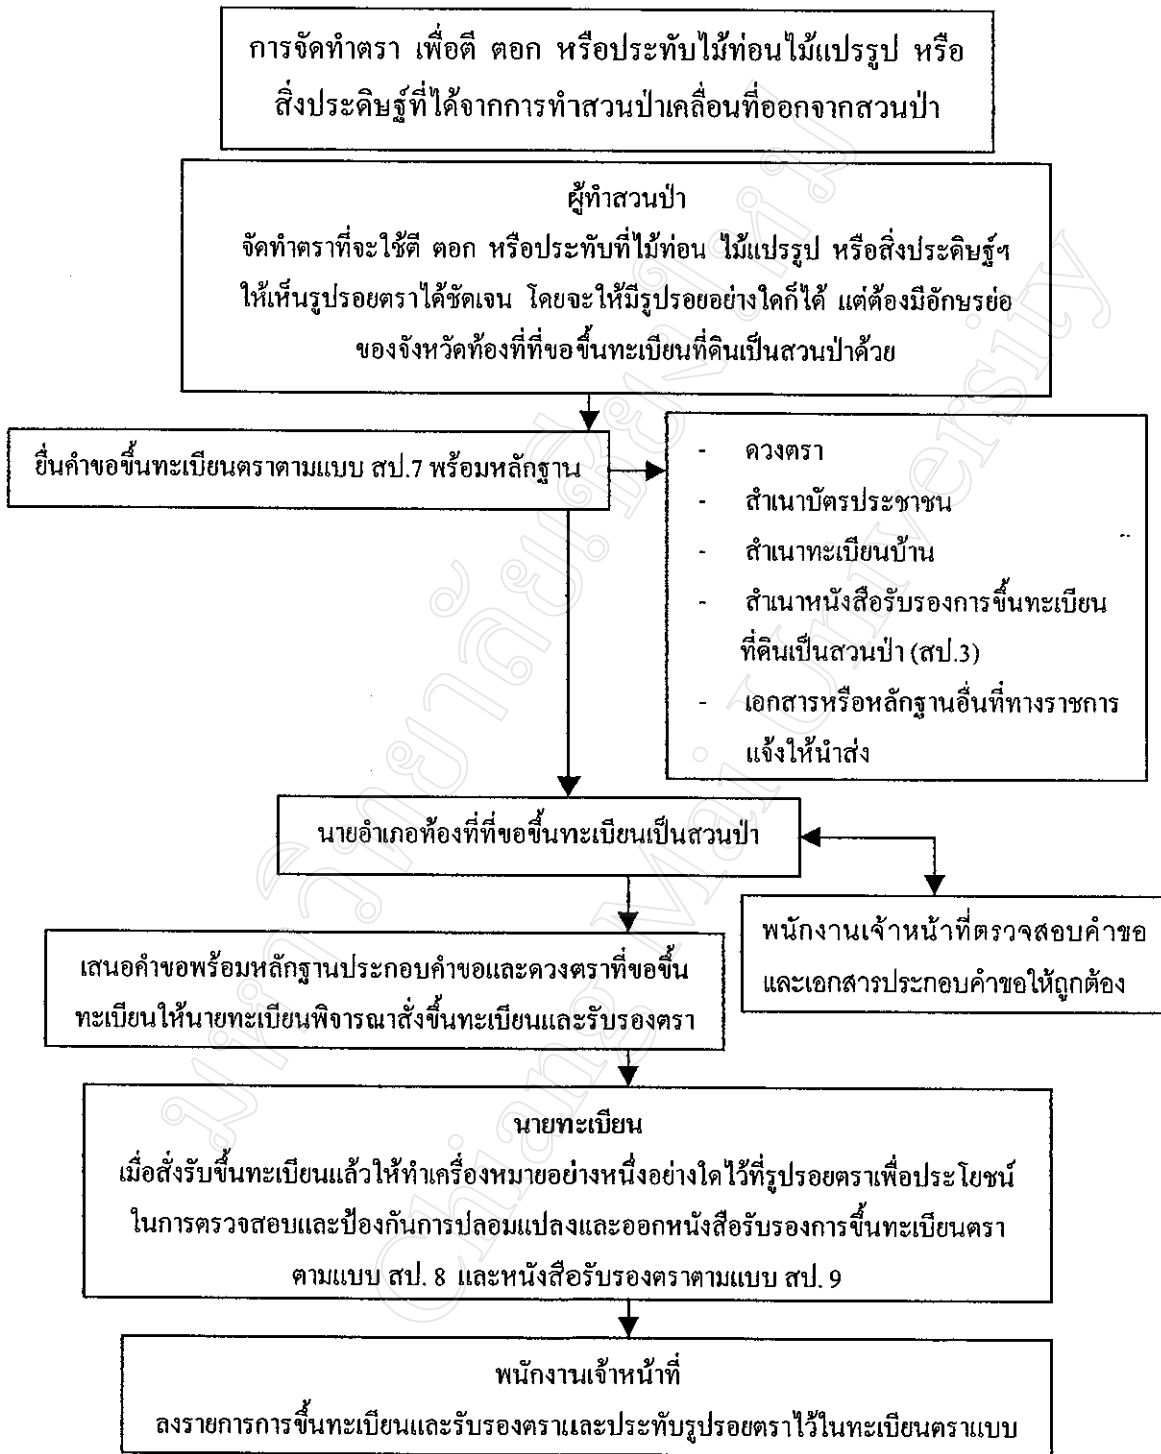 การจัดทำตรา เพื่อตี ตอก หรือประทับไม้ท่อนไม้แปรรูป หรือ
สิ่งประดิษฐ์ที่ได้จากการทำสวนป่าเคลื่อนที่ออกจากสวนป่า
ผู้ทำสวนป่า
จัดทำตราที่จะใช้ตี ตอก หรือประทับที่ไม้ท่อน ไม้แปรรูป หรือสิ่งประดิษฐ์ฯ
ให้เห็นรูปรอยตราได้ชัดเจน โดยจะให้มีรูปรอยอย่างใดก็ได้ แต่ต้องมีอักษรย่อ
ของจังหวัดท้องที่ที่ขอขึ้นทะเบียนที่ดินเป็นสวนป่าด้วย
ยื่นคำขอขึ้นทะเบียนตราตามแบบ สป.7 พร้อมหลักฐาน
- ดวงตรา
- สำเนาบัตรประชาชน
- สำเนาทะเบียนบ้าน
- สำเนาหนังสือรับรองการขึ้นทะเบียน
ที่ดินเป็นสวนป่า (สป.3)
- เอกสารหรือหลักฐานอื่นที่ทางราชการ
แจ้งให้นำส่ง
นายอำเภอท้องที่ที่ขอขึ้นทะเบียนเป็นสวนป่า
พนักงานเจ้าหน้าที่ตรวจสอบคำขอ
และเอกสารประกอบคำขอให้ถูกต้อง
เสนอคำขอพร้อมหลักฐานประกอบคำขอและดวงตราที่ขอขึ้น
ทะเบียนให้นายทะเบียนพิจารณาสั่งขึ้นทะเบียนและรับรองตรา
นายทะเบียน
เมื่อสั่งรับขึ้นทะเบียนแล้วให้ทำเครื่องหมายอย่างหนึ่งอย่างใดไว้ที่รูปรอยตราเพื่อประโยชน์
ในการตรวจสอบและป้องกันการปลอมแปลงและออกหนังสือรับรองการขึ้นทะเบียนตรา
ตามแบบ สป. 8 และหนังสือรับรองตราตามแบบ สป. 9
พนักงานเจ้าหน้าที่
ลงรายการการขึ้นทะเบียนและรับรองตราและประทับรูปรอยตราไว้ในทะเบียนตราแบบ
มหาวิทยาลัยเชียงใหม่
Chiang Mai University